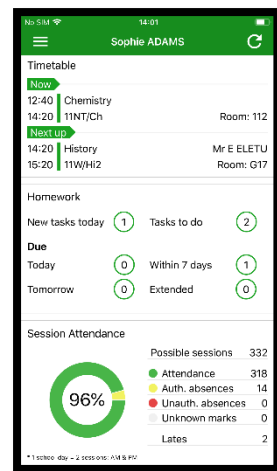 No SIM 14:01
Sophie ADAMS
Timetable
Now
12:40 Chemistry
14:20 11NT/Ch Room: 112
Next up
14:20 History Mr E ELETU
15:20 11W/Hi2 Room: G17
Homework
New tasks today 1 Tasks to do 2
Due
Today 0 Within 7 days 1
Tomorrow 0 Extended 0
Session Attendance
Possible sessions 332
Attendance 318
96%
Auth. absences 14
Unauth. absences 0
Unknown marks 0
Lates 2
* 1 school day = 2 sessions: AM & PM